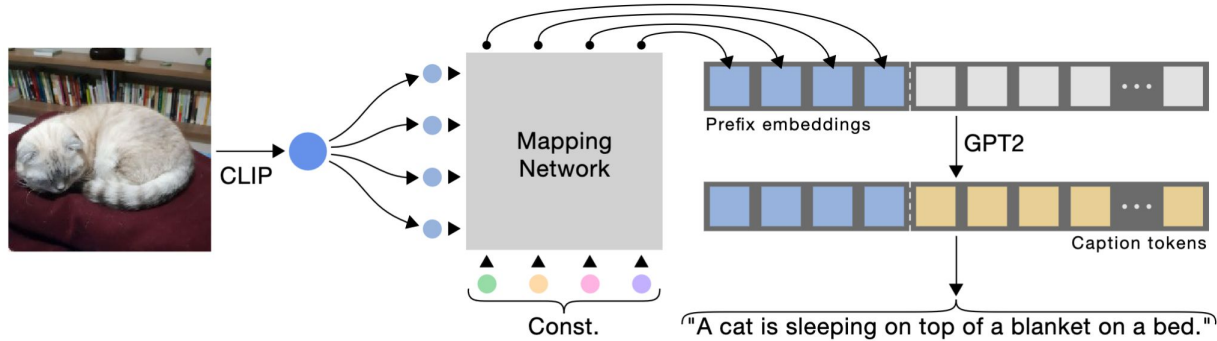 CLIP
Mapping
Network
Const.
Prefix embeddings
GPT2
Caption tokens
"A cat is sleeping on top of a blanket on a bed."